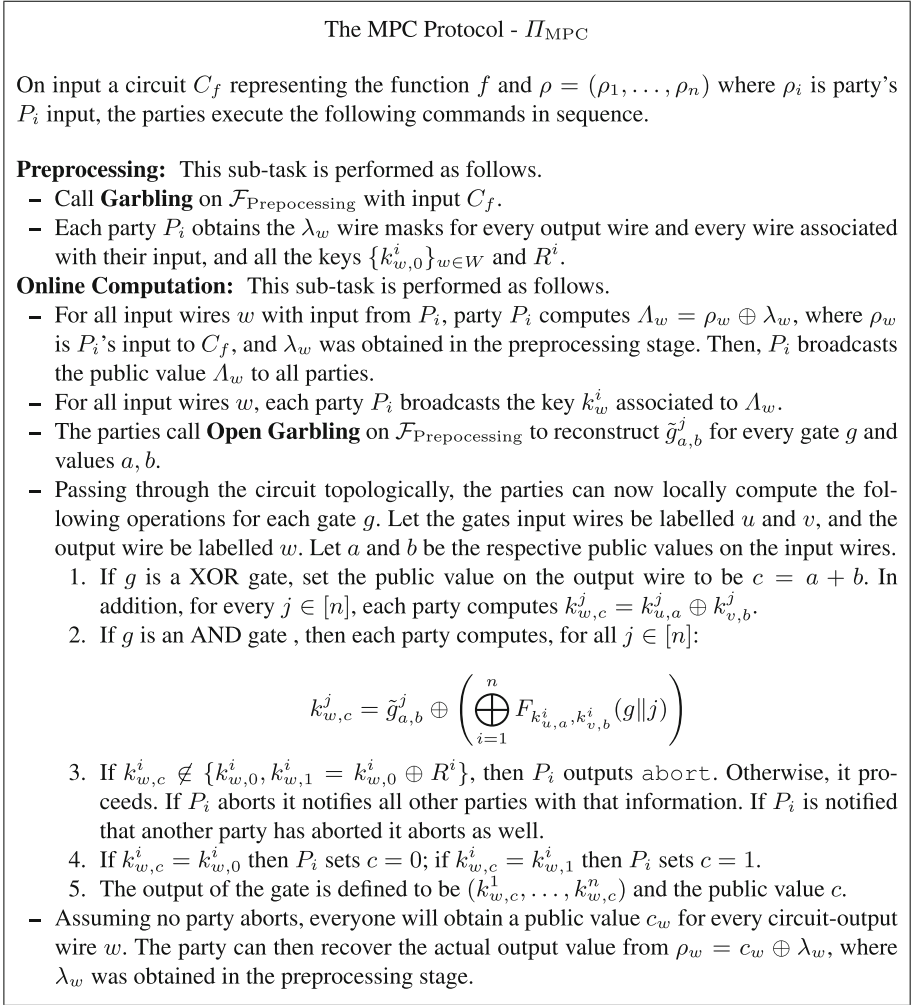 The MPC Protocol - Π_MPC
On input a circuit C_f representing the function f and ρ = (ρ_1, . . . , ρ_n) where ρ_i is party's
P_i input, the parties execute the following commands in sequence.
Preprocessing: This sub-task is performed as follows.
– Call Garbling on F_Prepocessing with input C_f.
– Each party P_i obtains the λ_w wire masks for every output wire and every wire associated
with their input, and all the keys {k^i_{w,0}}_{w∈W} and R^i.
Online Computation: This sub-task is performed as follows.
– For all input wires w with input from P_i, party P_i computes Λ_w = ρ_w ⊕ λ_w, where ρ_w
is P_i's input to C_f, and λ_w was obtained in the preprocessing stage. Then, P_i broadcasts
the public value Λ_w to all parties.
– For all input wires w, each party P_i broadcasts the key k^i_w associated to Λ_w.
– The parties call Open Garbling on F_Prepocessing to reconstruct g̃^j_{a,b} for every gate g and
values a, b.
– Passing through the circuit topologically, the parties can now locally compute the fol-
lowing operations for each gate g. Let the gates input wires be labelled u and v, and the
output wire be labelled w. Let a and b be the respective public values on the input wires.
1. If g is a XOR gate, set the public value on the output wire to be c = a + b. In
addition, for every j ∈ [n], each party computes k^j_{w,c} = k^j_{u,a} ⊕ k^j_{v,b}.
2. If g is an AND gate , then each party computes, for all j ∈ [n]:
k^j_{w,c} = g̃^j_{a,b} ⊕ (⊕_{i=1}^{n} F_{k^i_{u,a},k^i_{v,b}}(g‖j))
3. If k^i_{w,c} ∉ {k^i_{w,0}, k^i_{w,1} = k^i_{w,0} ⊕ R^i}, then P_i outputs abort. Otherwise, it pro-
ceeds. If P_i aborts it notifies all other parties with that information. If P_i is notified
that another party has aborted it aborts as well.
4. If k^i_{w,c} = k^i_{w,0} then P_i sets c = 0; if k^i_{w,c} = k^i_{w,1} then P_i sets c = 1.
5. The output of the gate is defined to be (k^1_{w,c}, . . . , k^n_{w,c}) and the public value c.
– Assuming no party aborts, everyone will obtain a public value c_w for every circuit-output
wire w. The party can then recover the actual output value from ρ_w = c_w ⊕ λ_w, where
λ_w was obtained in the preprocessing stage.